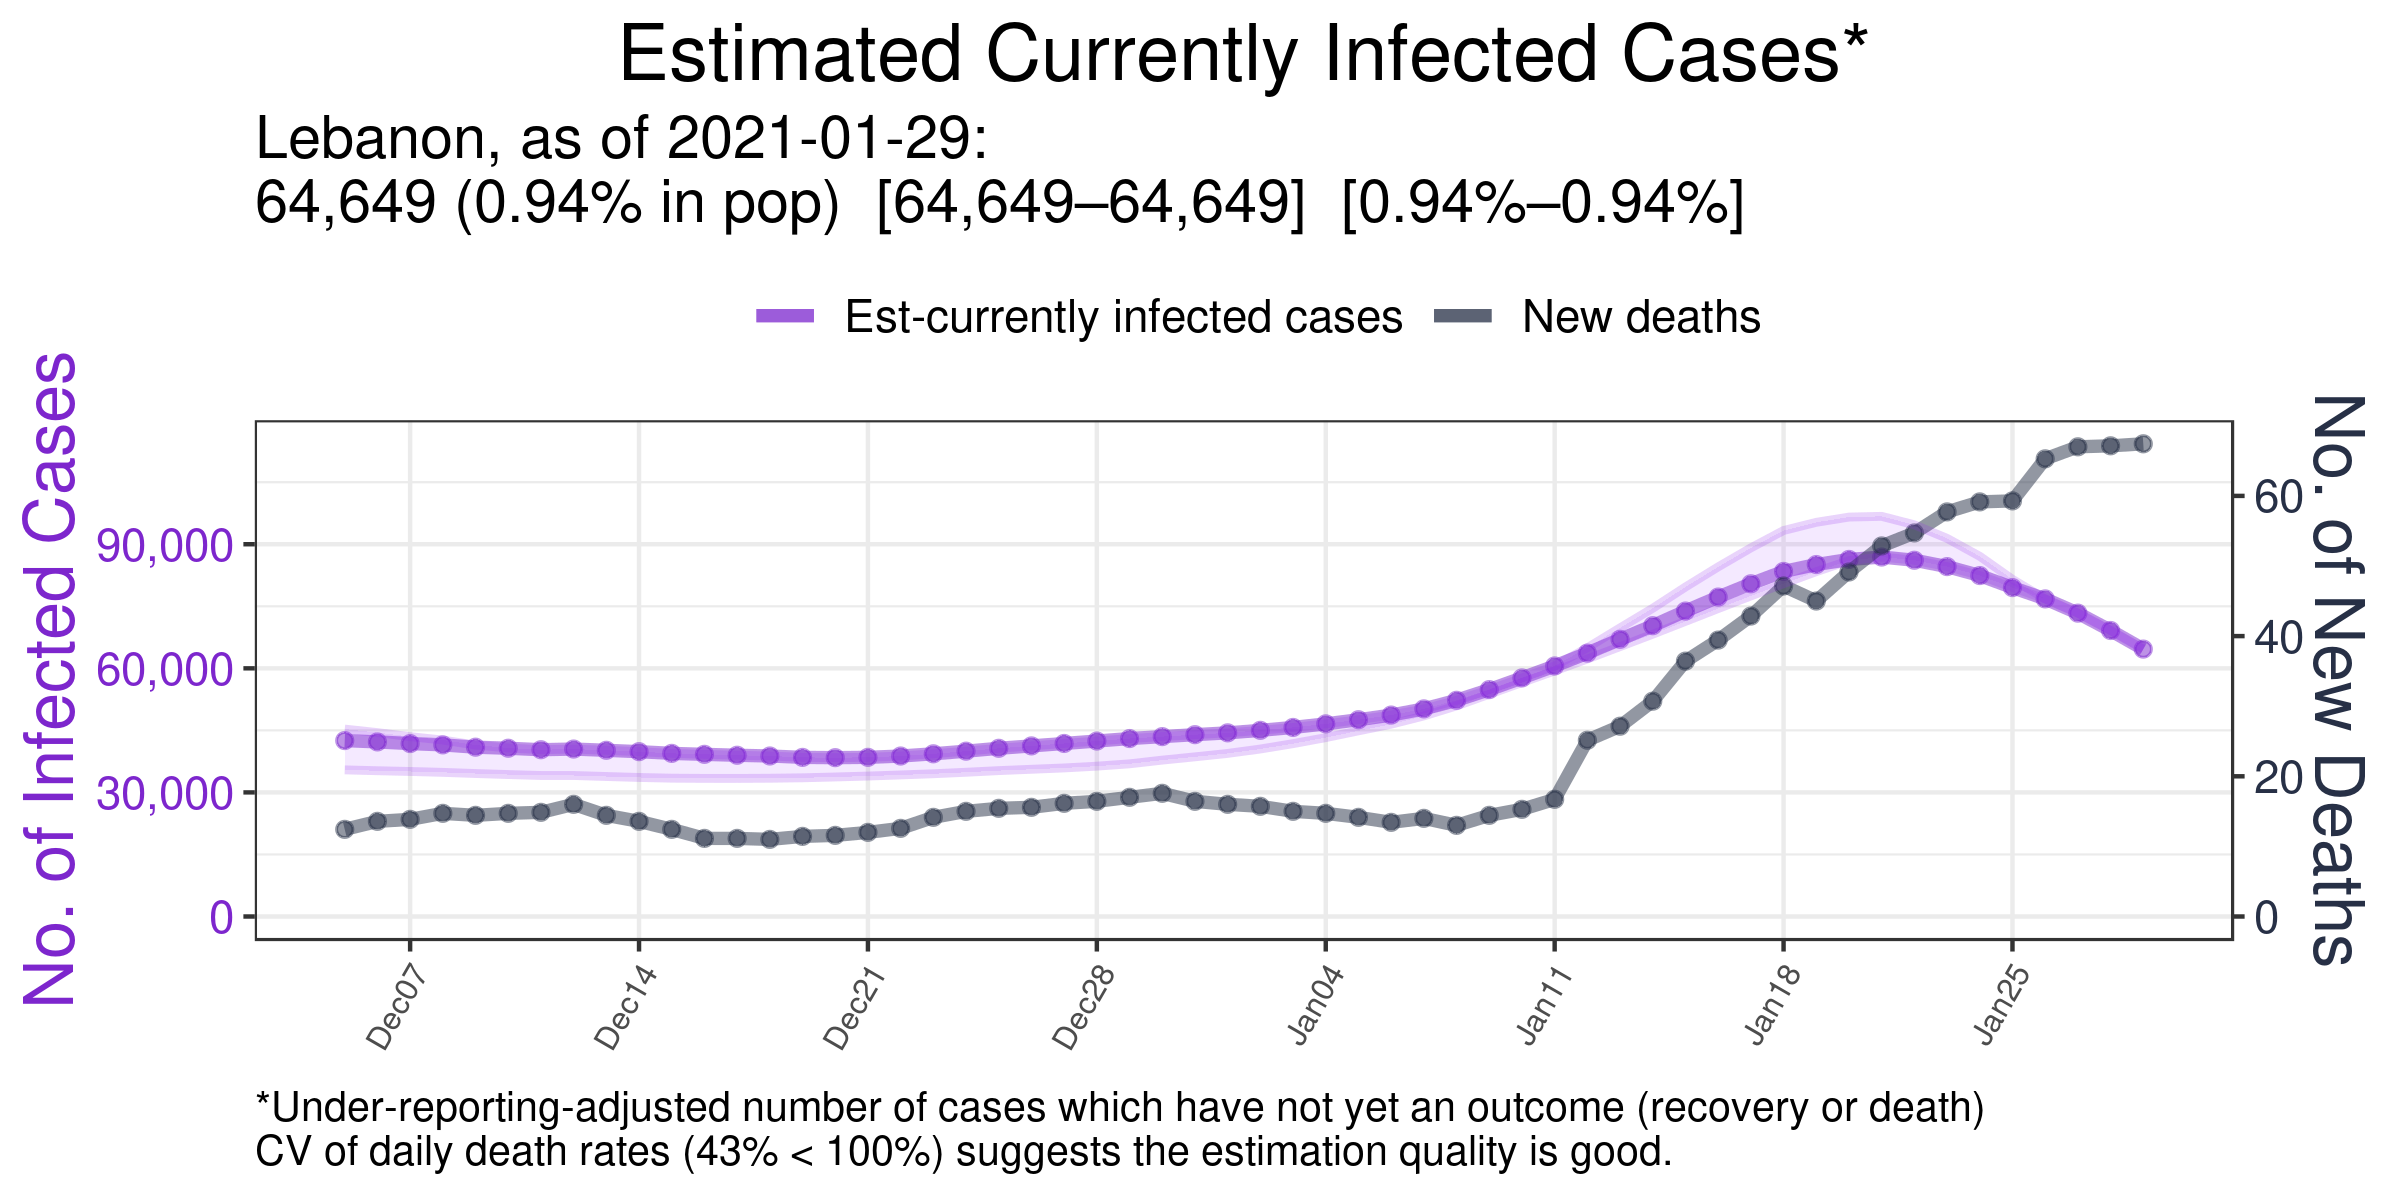 Estimated Currently Infected Cases*
Lebanon, as of 2021-01-29:
64,649 (0.94% in pop)  [64,649–64,649]  [0.94%–0.94%]
Est-currently infected cases
New deaths
No. of Infected Cases
90,000
60,000
30,000
0
No. of New Deaths
60
40
20
0
Dec07
Dec14
Dec21
Dec28
Jan04
Jan11
Jan18
Jan25
*Under-reporting-adjusted number of cases which have not yet an outcome (recovery or death)
CV of daily death rates (43% < 100%) suggests the estimation quality is good.